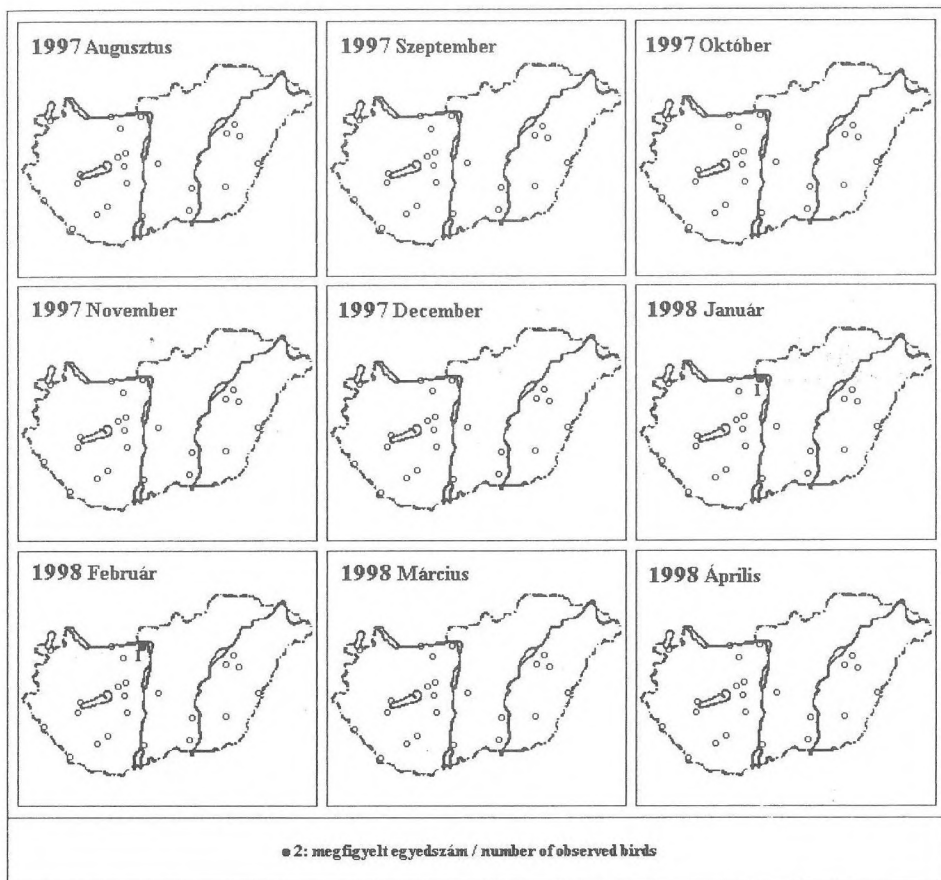 1997 Augusztus
1997 Szeptember
1997 Október
1997 November
1997 December
1998 Január
1
1998 Február
1
1998 Március
1998 Április
● 2: megfigyelt egyedszám / number of observed birds